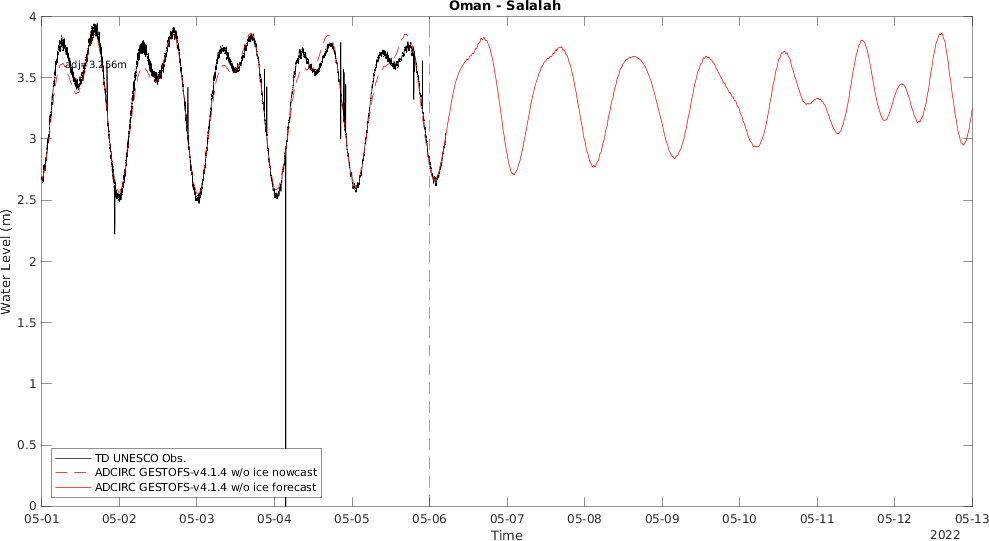 Oman - Salalah
4
3.5
3
2.5
2
1.5
1
0.5
0
Water Level (m)
adj=3.256m
TD UNESCO Obs.
ADCIRC GESTOFS-v4.1.4 w/o ice nowcast
ADCIRC GESTOFS-v4.1.4 w/o ice forecast
05-01 05-02 05-03 05-04 05-05 05-06 05-07 05-08 05-09 05-10 05-11 05-12 05-13
Time
2022